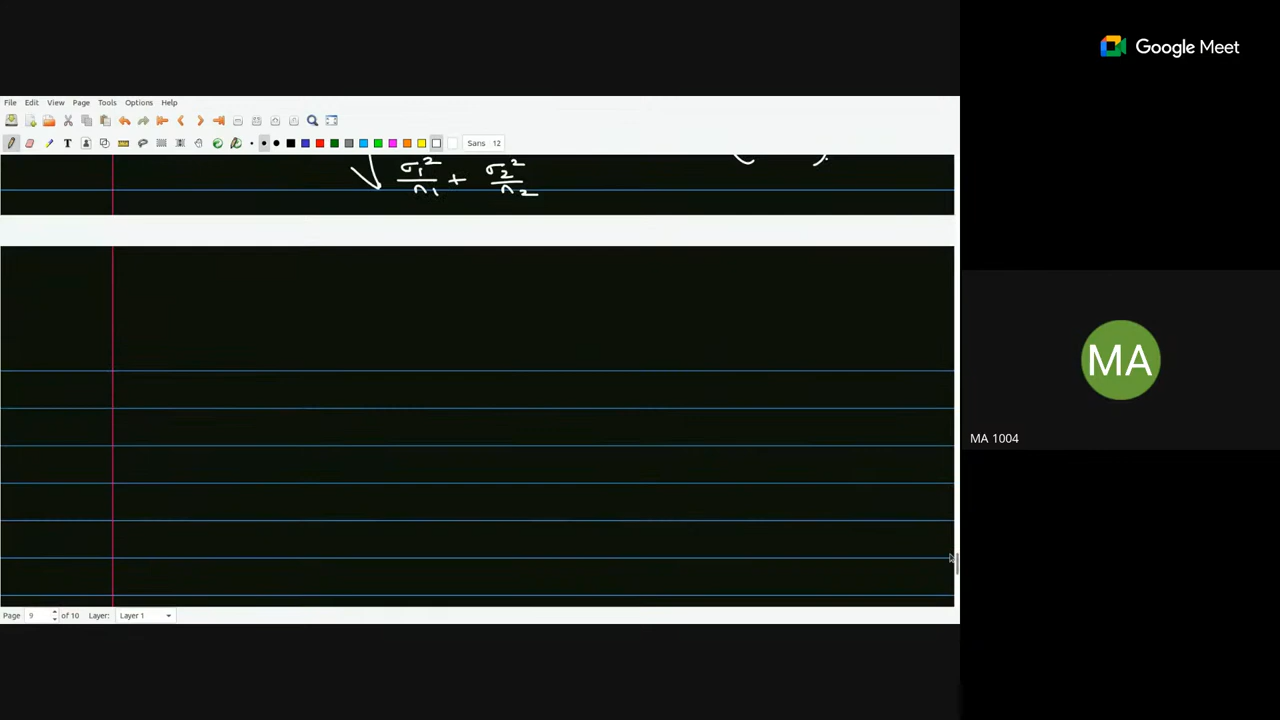 Google Meet
File Edit View Page Tools Options Help
T Sans 12
√ σ₁²/n₁ + σ₂²/n₂ ( )
MA
MA 1004
Page 9 of 10 Layer: Layer 1